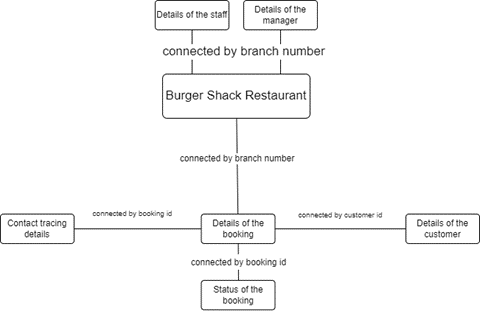 Details of the staff
Details of the
manager
connected by branch number
Burger Shack Restaurant
connected by branch number
connected by booking id
connected by customer id
Contact tracing
details
Details of the
booking
Details of the
customer
connected by booking id
Status of the
booking